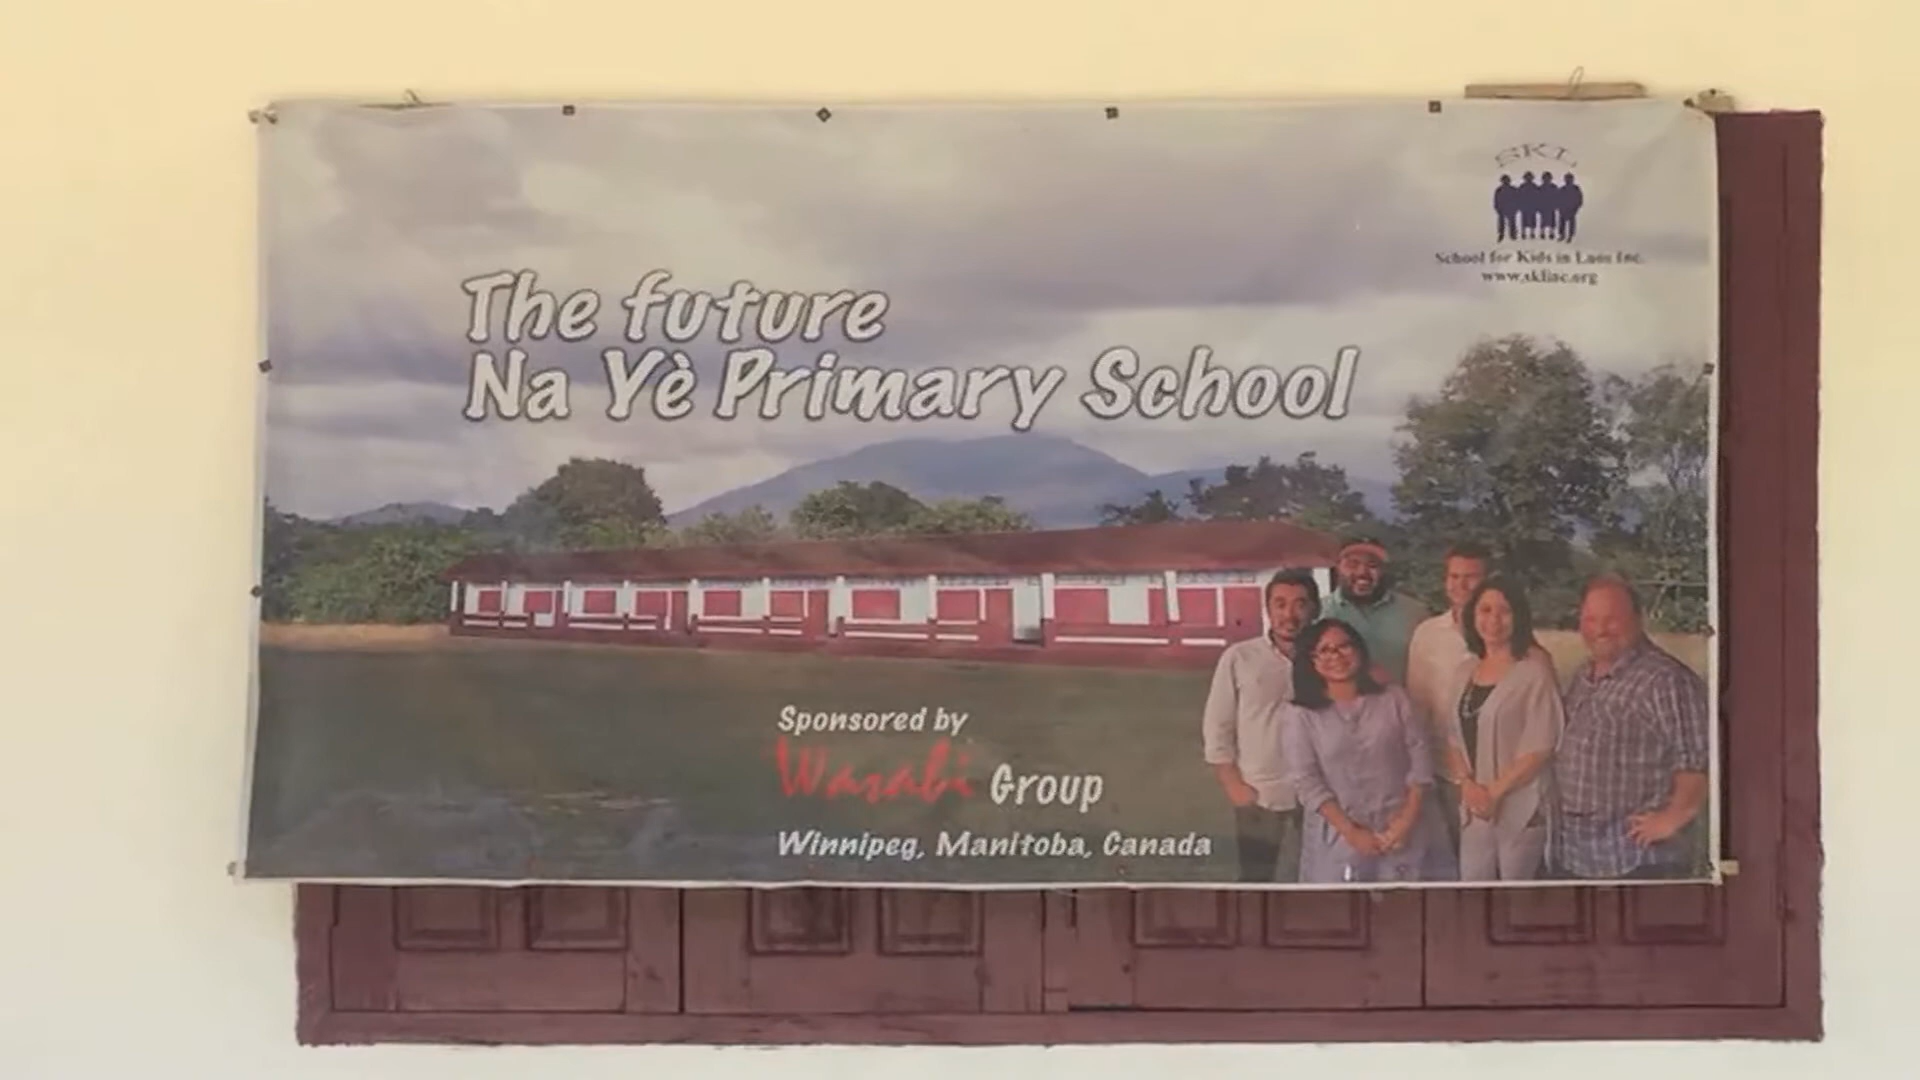 SKL
School for Kids in Laos Inc.
www.sklinc.org
The future
Na Yè Primary School
Sponsored by
Wasabi Group
Winnipeg, Manitoba, Canada